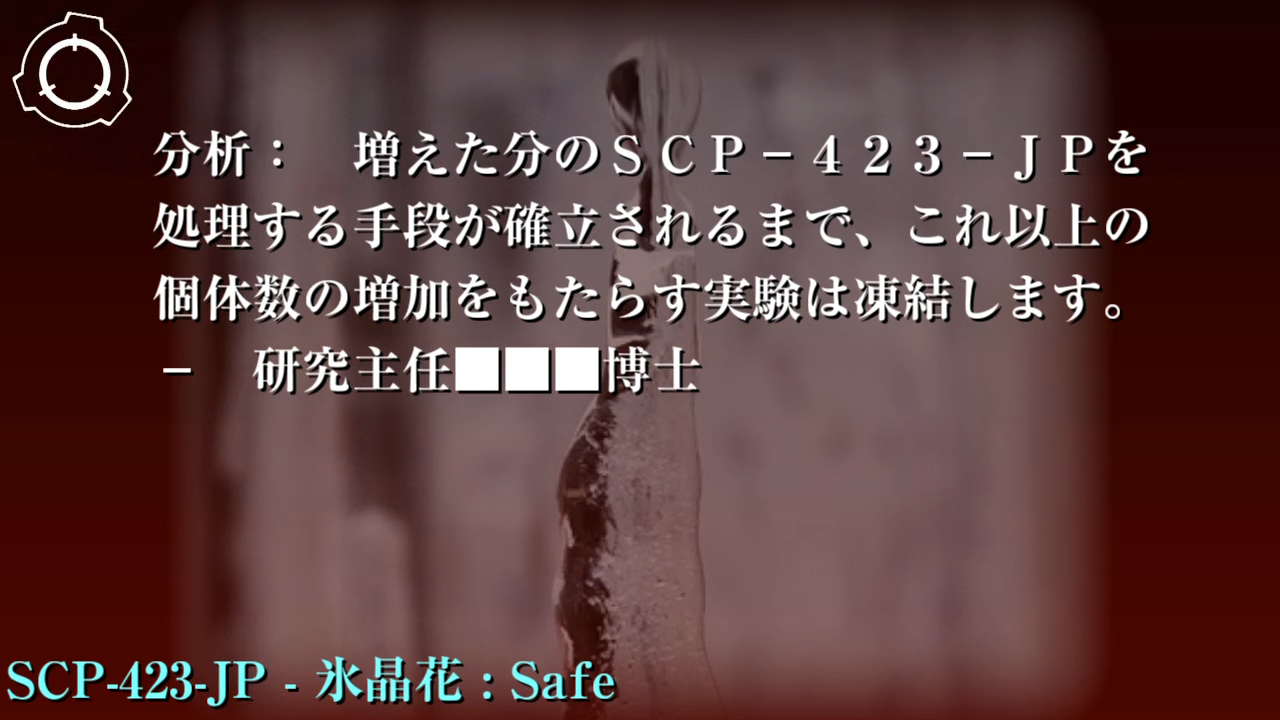 分析：　増えた分のＳＣＰ－４２３－ＪＰを
処理する手段が確立されるまで、これ以上の
個体数の増加をもたらす実験は凍結します。
－　研究主任■■■博士
SCP-423-JP - 氷晶花 : Safe